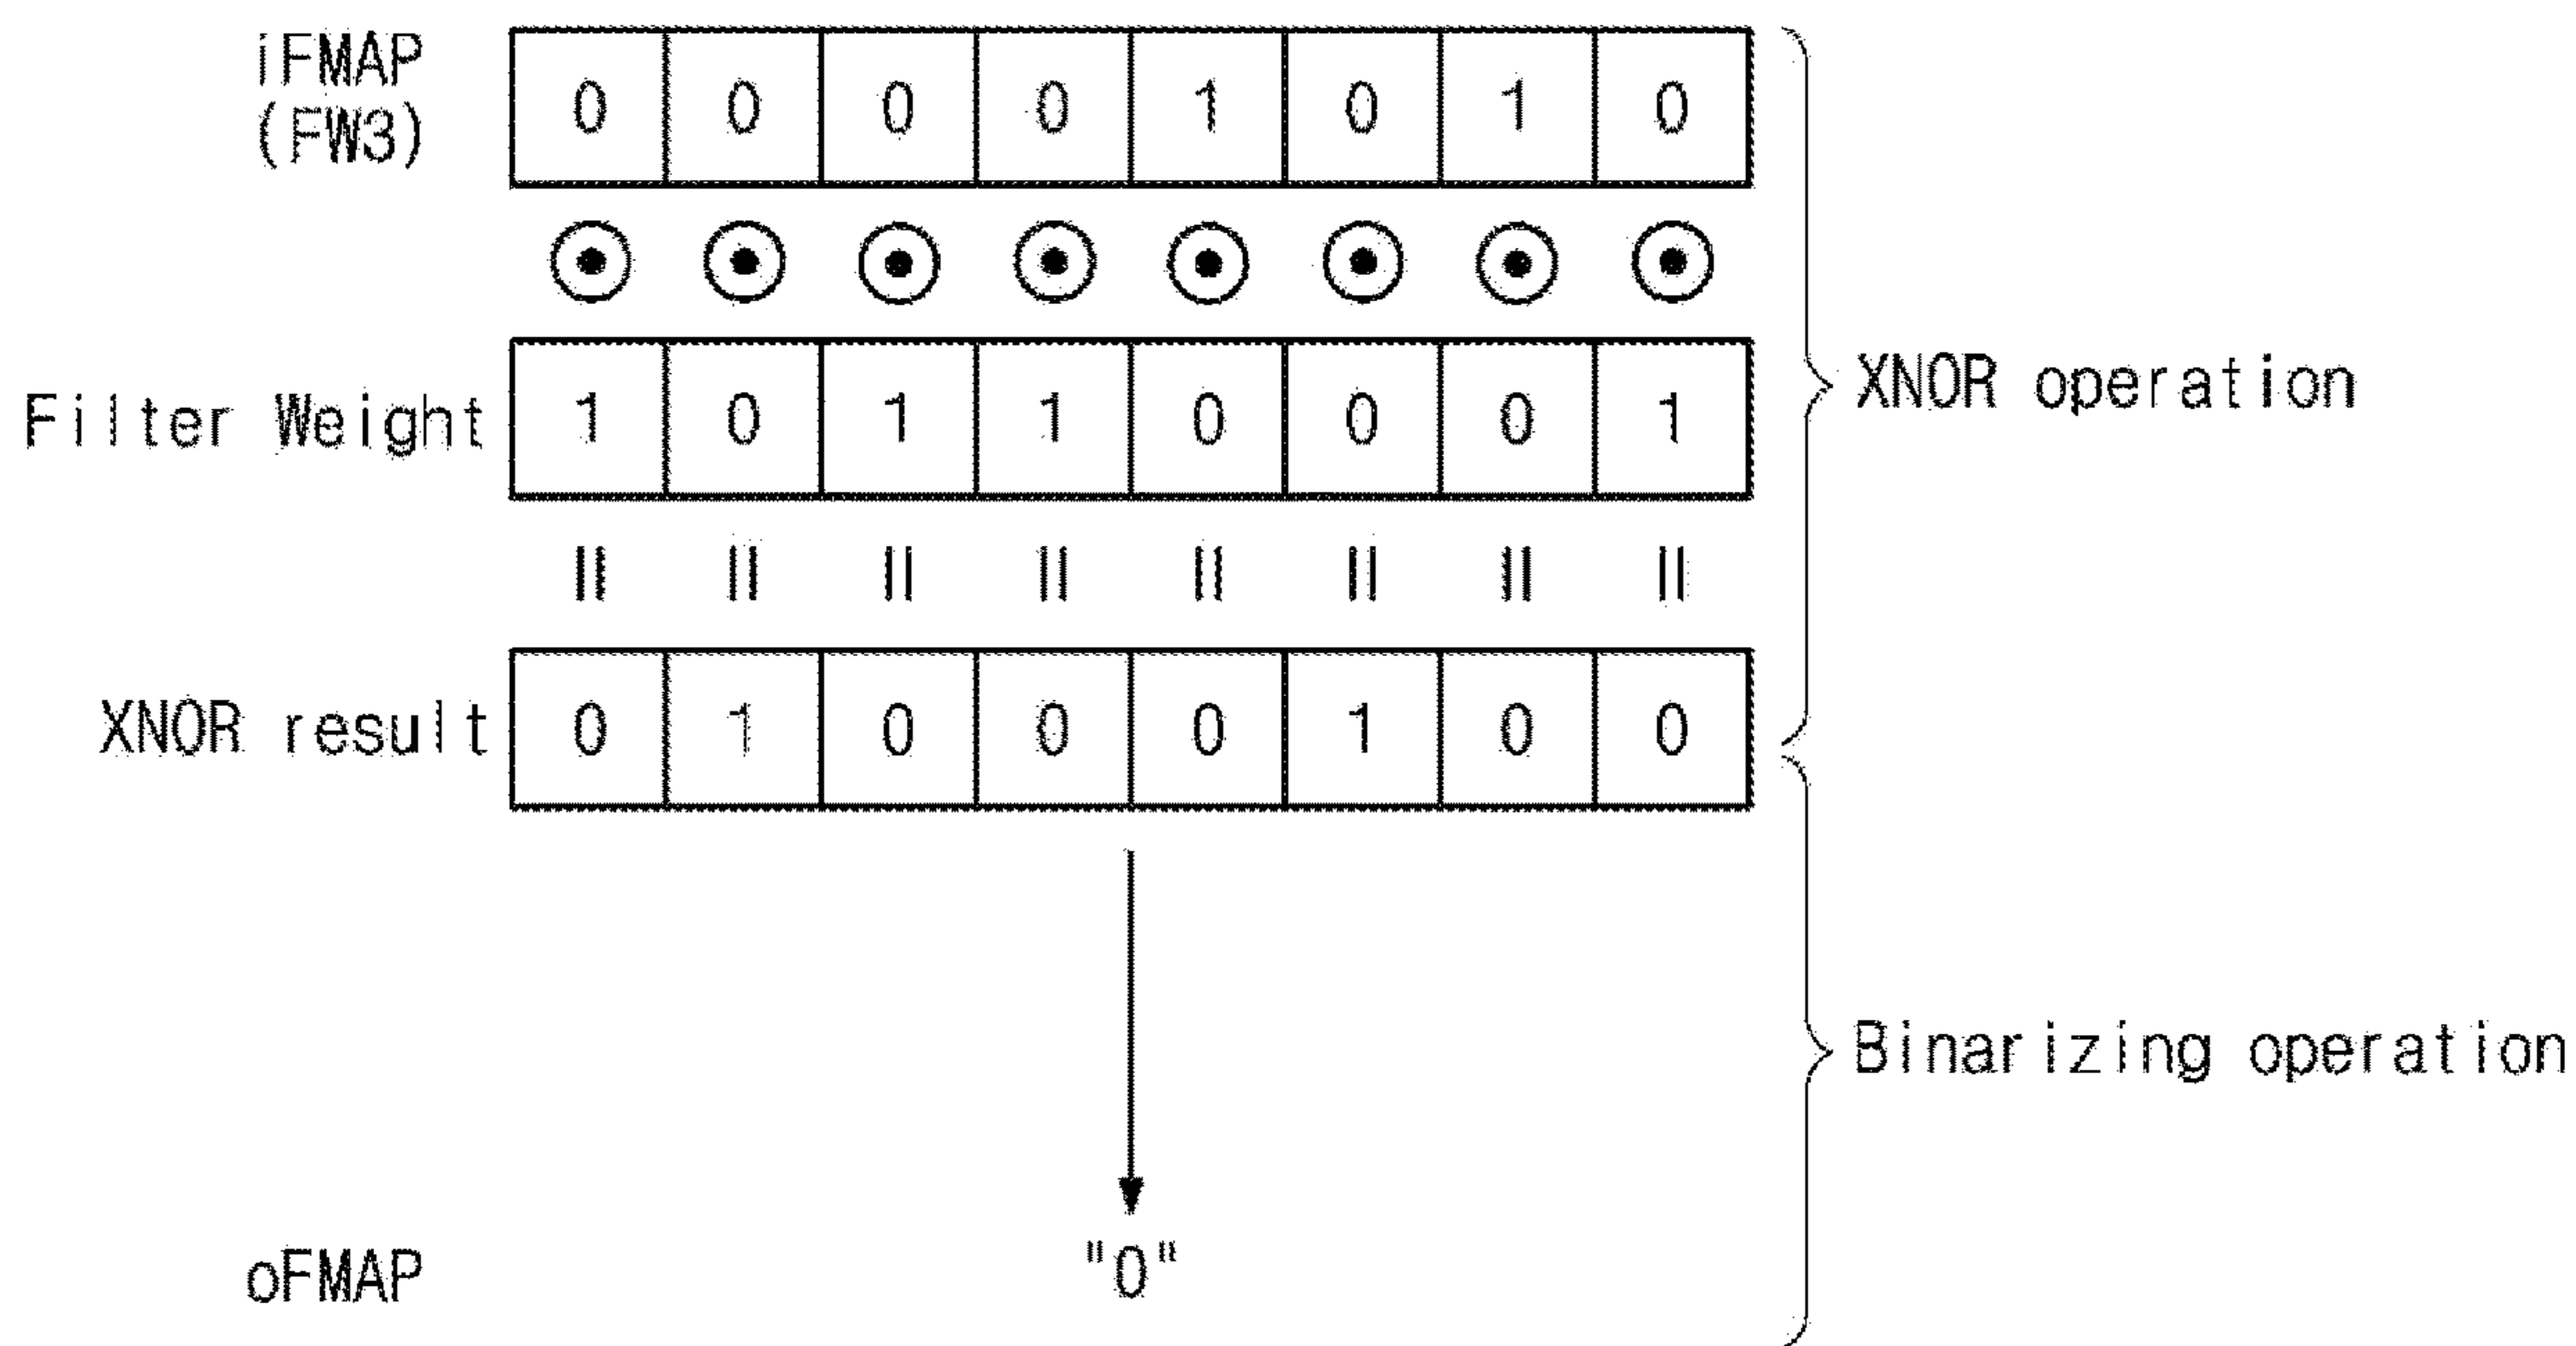 iFMAP
(FW3)
0 0 0 0 1 0 1 0
Filter Weight
1 0 1 1 0 0 0 1
XNOR operation
XNOR result
0 1 0 0 0 1 0 0
Binarizing operation
oFMAP
"0"